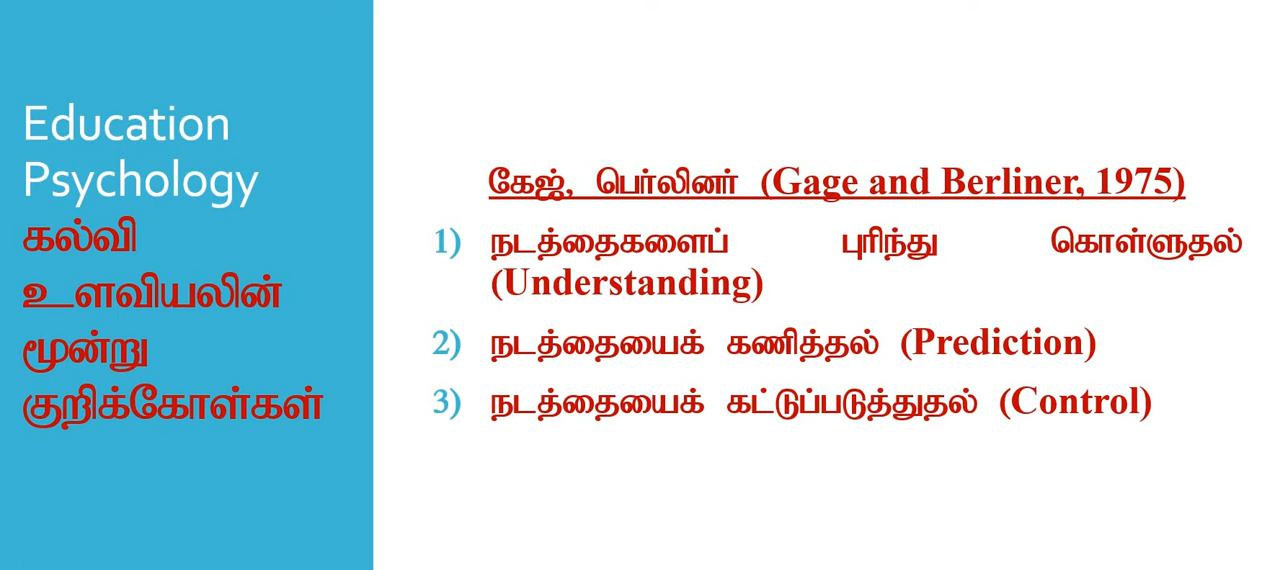 Education
Psychology
கல்வி
உளவியலின்
மூன்று
குறிக்கோள்கள்
கேஜ், பெர்லினர் (Gage and Berliner, 1975)
1) நடத்தைகளைப் புரிந்து கொள்ளுதல்
(Understanding)
2) நடத்தையைக் கணித்தல் (Prediction)
3) நடத்தையைக் கட்டுப்படுத்துதல் (Control)